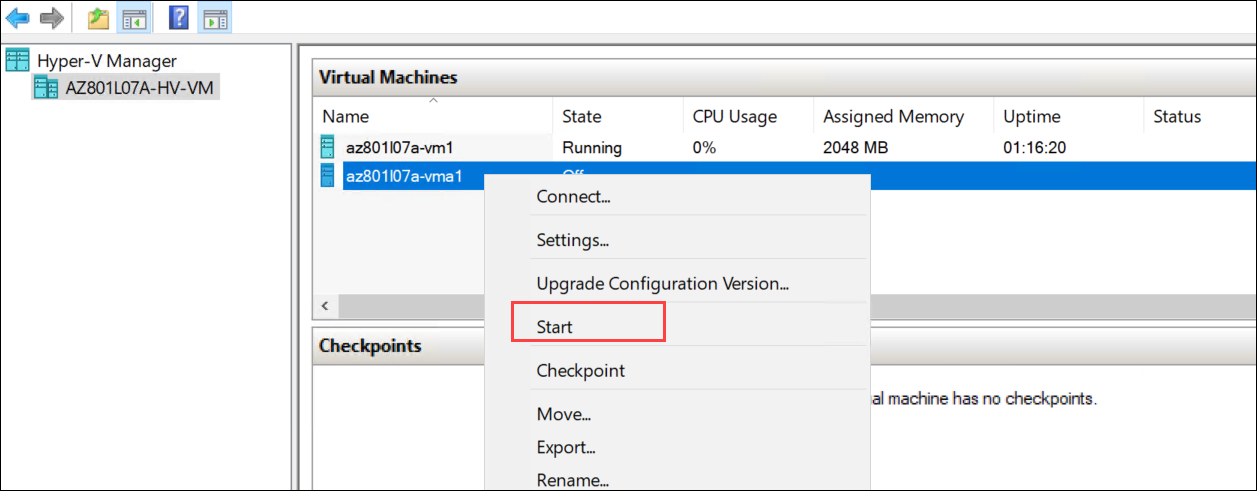 Hyper-V Manager
AZ801L07A-HV-VM
Virtual Machines
Name State CPU Usage Assigned Memory Uptime Status
az801l07a-vm1 Running 0% 2048 MB 01:16:20
az801l07a-vma1 Off
Connect...
Settings...
Upgrade Configuration Version...
Start
Checkpoint
Move...
Export...
Rename...
Checkpoints
al machine has no checkpoints.